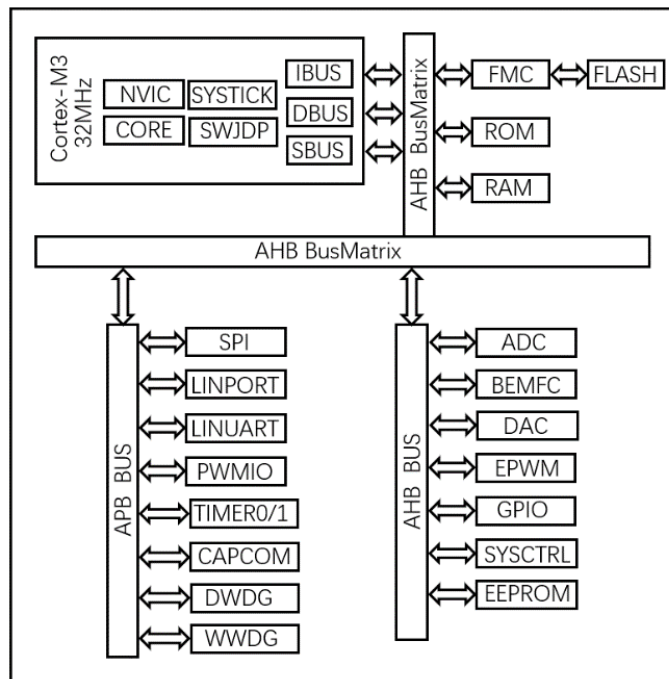 Cortex-M3
32MHz
NVIC
SYSTICK
CORE
SWJDP
IBUS
DBUS
SBUS
AHB BusMatrix
FMC
FLASH
ROM
RAM
AHB BusMatrix
APB BUS
SPI
LINPORT
LINUART
PWMIO
TIMER0/1
CAPCOM
DWDG
WWDG
AHB BUS
ADC
BEMFC
DAC
EPWM
GPIO
SYSCTRL
EEPROM